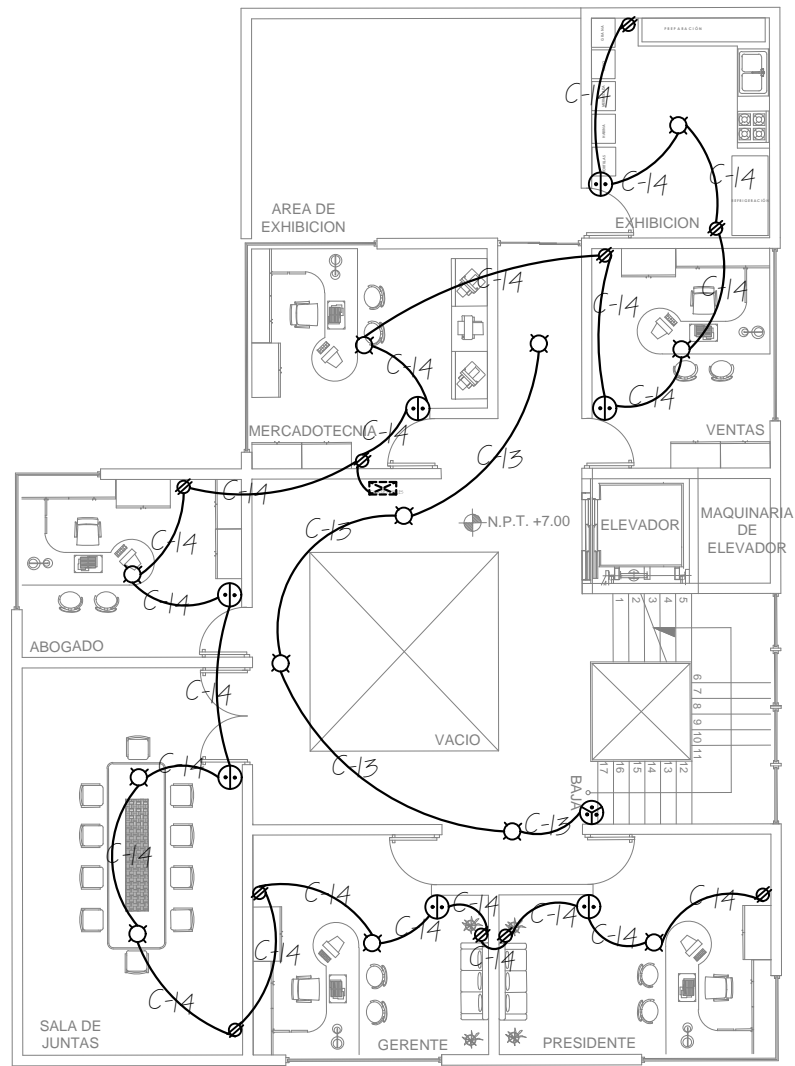 PREPARACIÓN
C-14
C-14
C-14
REFRIGERACIÓN
AREA DE
EXHIBICION
EXHIBICION
C-14
C-14
C-14
C-14
C-14
MERCADOTECNIA
C-14
VENTAS
C-13
C-14
C-13
N.P.T. +7.00
ELEVADOR
MAQUINARIA
DE
ELEVADOR
C-14
C-14
1
2
3
4
5
ABOGADO
C-14
6
7
8
9
10
11
VACIO
C-13
C-14
17
16
15
14
13
12
BAJA
C-13
C-14
C-14
C-14
C-14
C-14
C-14
C-14
C-14
C-14
SALA DE
JUNTAS
GERENTE
PRESIDENTE